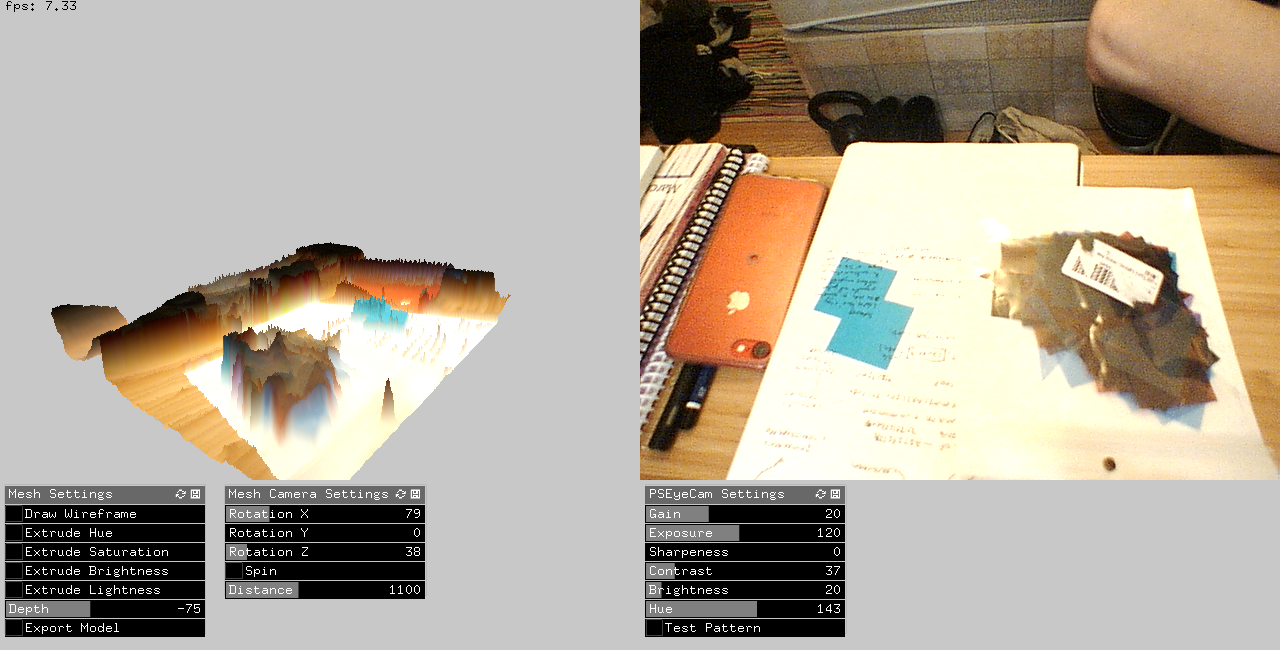 fps: 7.33
Mesh Settings
Draw Wireframe
Extrude Hue
Extrude Saturation
Extrude Brightness
Extrude Lightness
Depth -75
Export Model
Mesh Camera Settings
Rotation X 79
Rotation Y 0
Rotation Z 38
Spin
Distance 1100
PSEyeCam Settings
Gain 20
Exposure 120
Sharpeness 0
Contrast 37
Brightness 20
Hue 143
Test Pattern